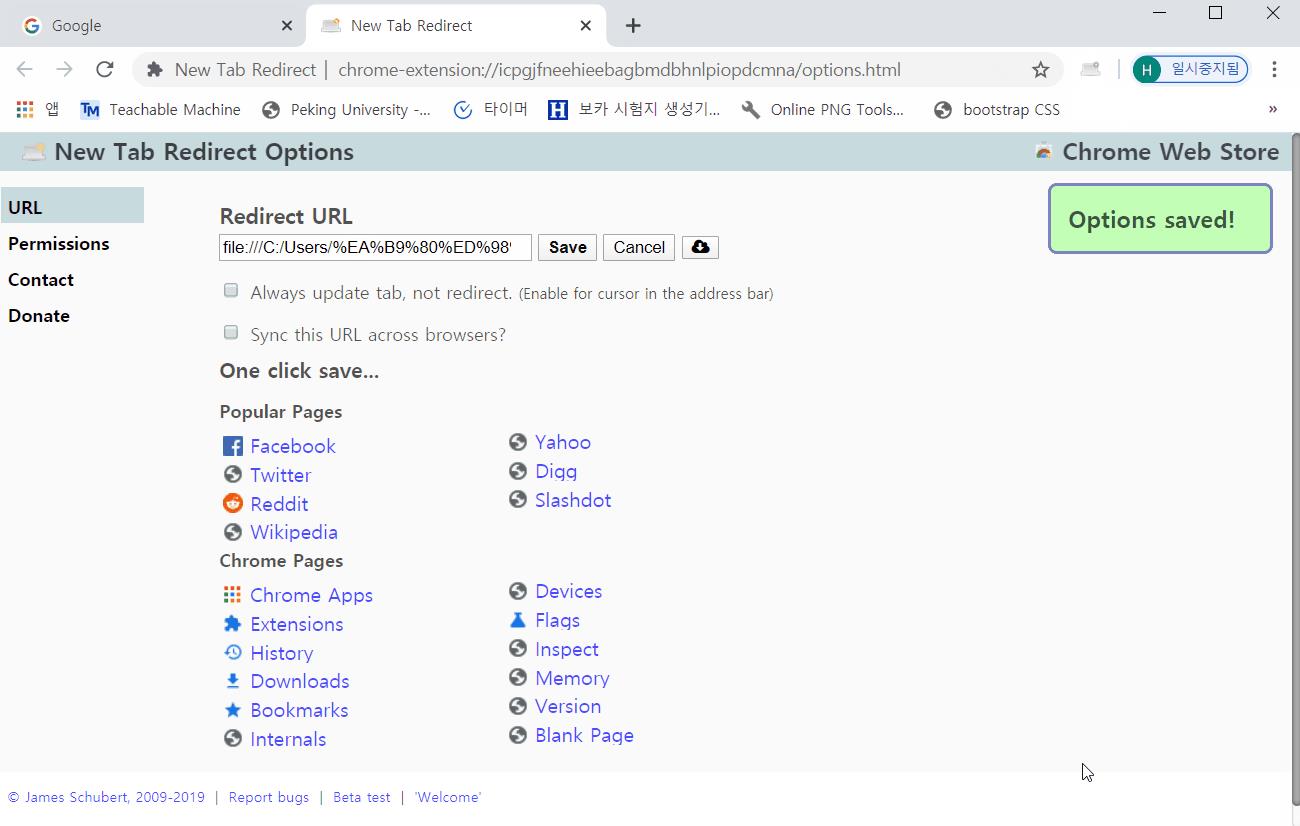 Google
New Tab Redirect
New Tab Redirect | chrome-extension://icpgjfneehieebagbmdbhnlpiopdcmna/options.html
H 일시중지됨
앱 TM Teachable Machine Peking University -... 타이머 H 보카 시험지 생성기... Online PNG Tools... bootstrap CSS »
New Tab Redirect Options
Chrome Web Store
Options saved!
URL
Permissions
Contact
Donate
Redirect URL
file:///C:/Users/%EA%B9%80%ED%98% Save Cancel
Always update tab, not redirect. (Enable for cursor in the address bar)
Sync this URL across browsers?
One click save...
Popular Pages
Facebook
Twitter
Reddit
Wikipedia
Yahoo
Digg
Slashdot
Chrome Pages
Chrome Apps
Extensions
History
Downloads
Bookmarks
Internals
Devices
Flags
Inspect
Memory
Version
Blank Page
© James Schubert, 2009-2019 | Report bugs | Beta test | 'Welcome'